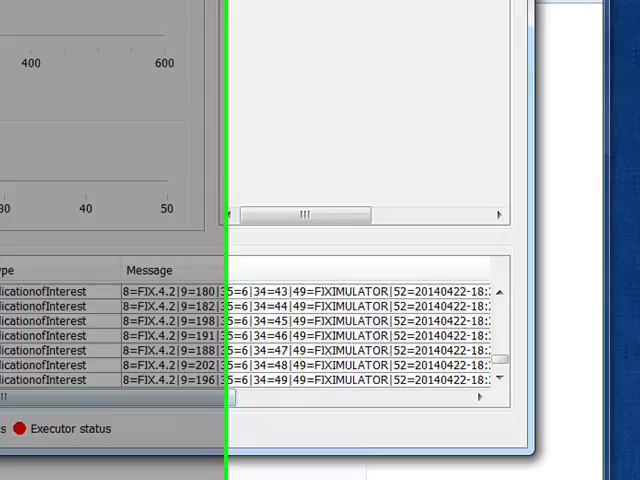 400 600
30 40 50
ype Message
licationofInterest 8=FIX.4.2|9=180|35=6|34=43|49=FIXIMULATOR|52=20140422-18:
licationofInterest 8=FIX.4.2|9=182|35=6|34=44|49=FIXIMULATOR|52=20140422-18:
licationofInterest 8=FIX.4.2|9=198|35=6|34=45|49=FIXIMULATOR|52=20140422-18:
licationofInterest 8=FIX.4.2|9=191|35=6|34=46|49=FIXIMULATOR|52=20140422-18:
licationofInterest 8=FIX.4.2|9=188|35=6|34=47|49=FIXIMULATOR|52=20140422-18:
licationofInterest 8=FIX.4.2|9=202|35=6|34=48|49=FIXIMULATOR|52=20140422-18:
licationofInterest 8=FIX.4.2|9=196|35=6|34=49|49=FIXIMULATOR|52=20140422-18:
s Executor status